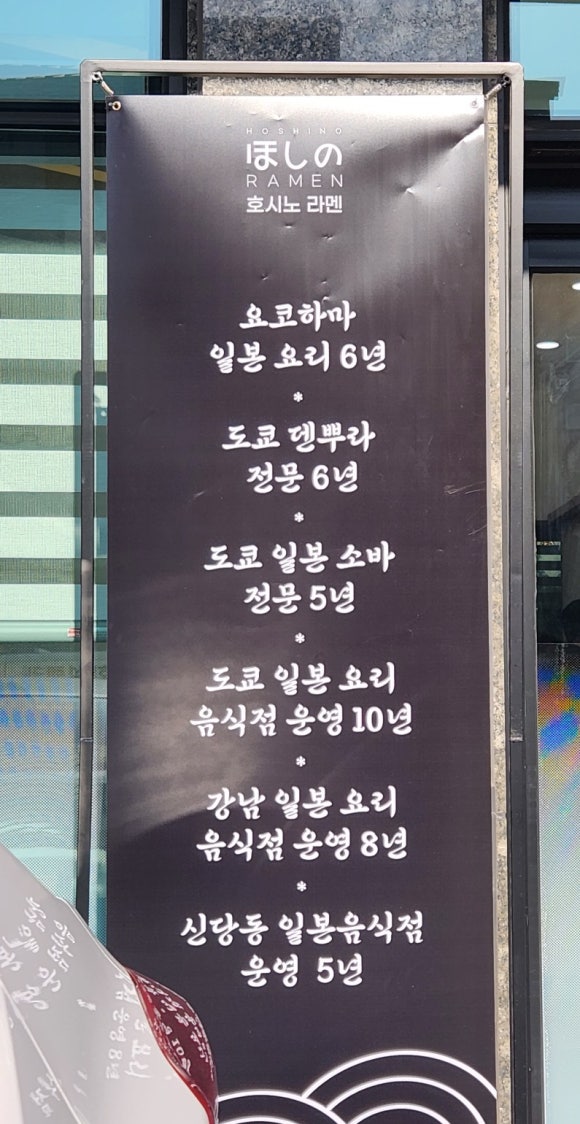 HOSHINO
ほしの
RAMEN
호시노 라멘
요코하마
일본 요리 6년
*
도쿄 덴뿌라
전문 6년
*
도쿄 일본 소바
전문 5년
*
도쿄 일본 요리
음식점 운영 10년
*
강남 일본 요리
음식점 운영 8년
*
신당동 일본음식점
운영 5년